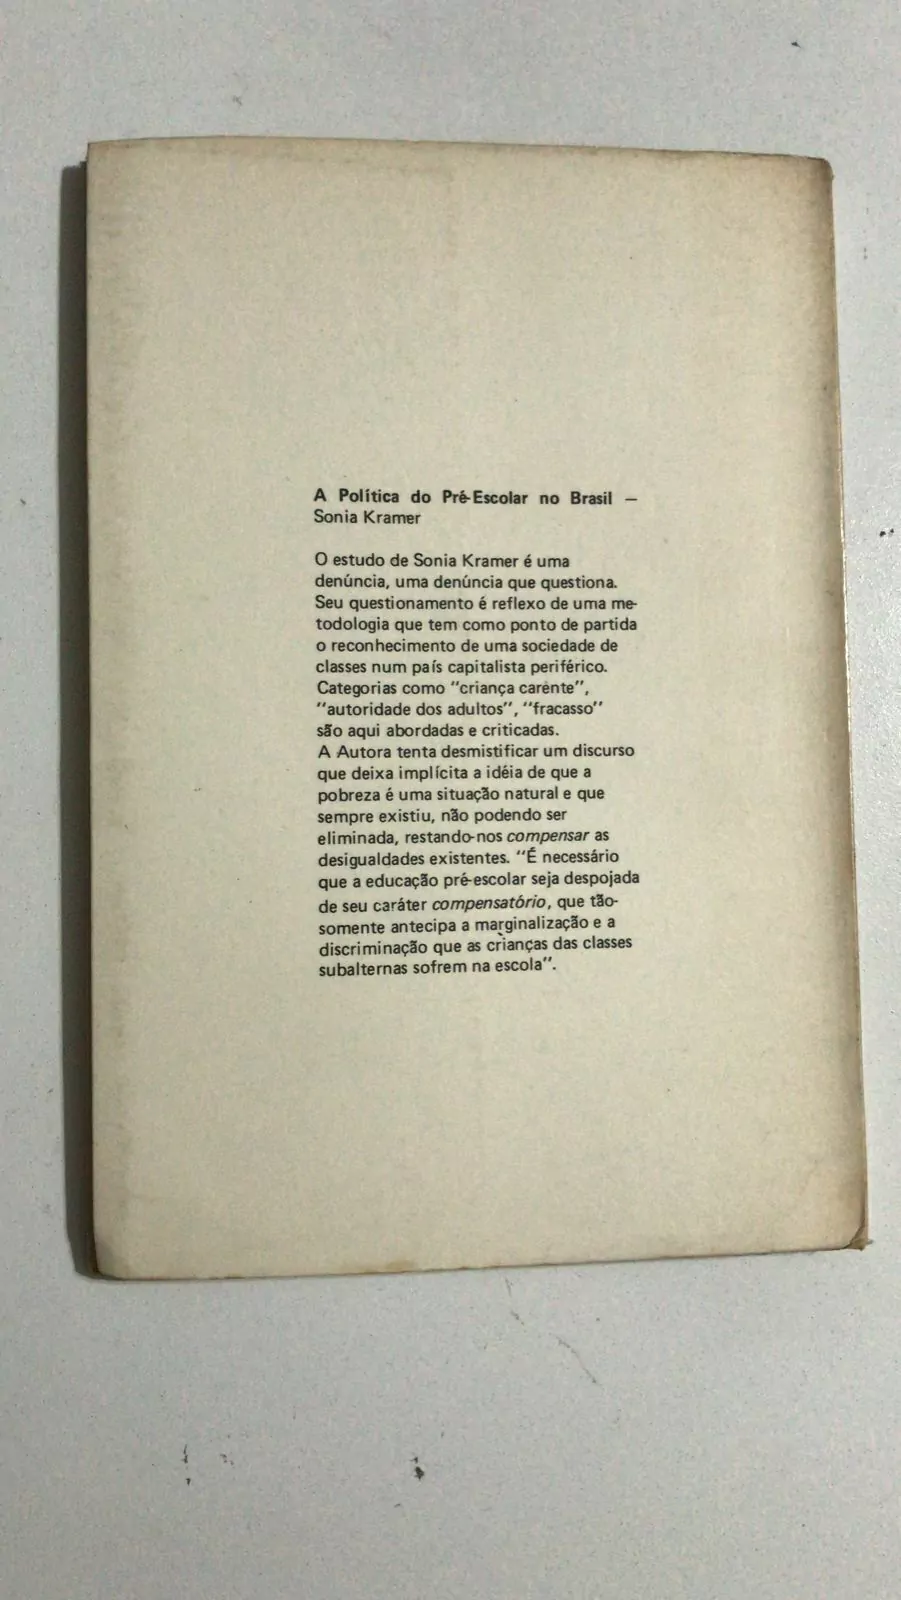 A Política do Pré-Escolar no Brasil –
Sonia Kramer
O estudo de Sonia Kramer é uma
denúncia, uma denúncia que questiona.
Seu questionamento é reflexo de uma me-
todologia que tem como ponto de partida
o reconhecimento de uma sociedade de
classes num país capitalista periférico.
Categorias como "criança carente",
"autoridade dos adultos", "fracasso"
são aqui abordadas e criticadas.
A Autora tenta desmistificar um discurso
que deixa implícita a idéia de que a
pobreza é uma situação natural e que
sempre existiu, não podendo ser
eliminada, restando-nos compensar as
desigualdades existentes. "É necessário
que a educação pré-escolar seja despojada
de seu caráter compensatório, que tão-
somente antecipa a marginalização e a
discriminação que as crianças das classes
subalternas sofrem na escola".